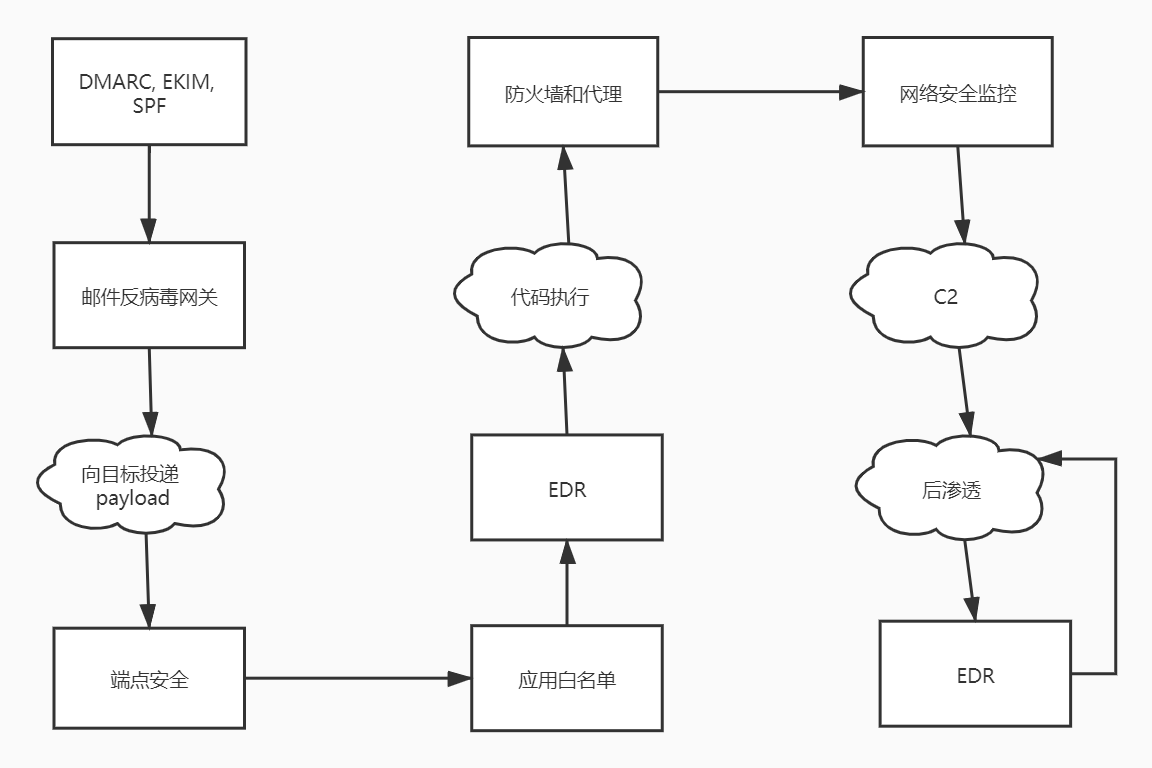 DMARC, EKIM,
SPF
邮件反病毒网关
向目标投递
payload
端点安全
应用白名单
EDR
代码执行
防火墙和代理
网络安全监控
C2
后渗透
EDR